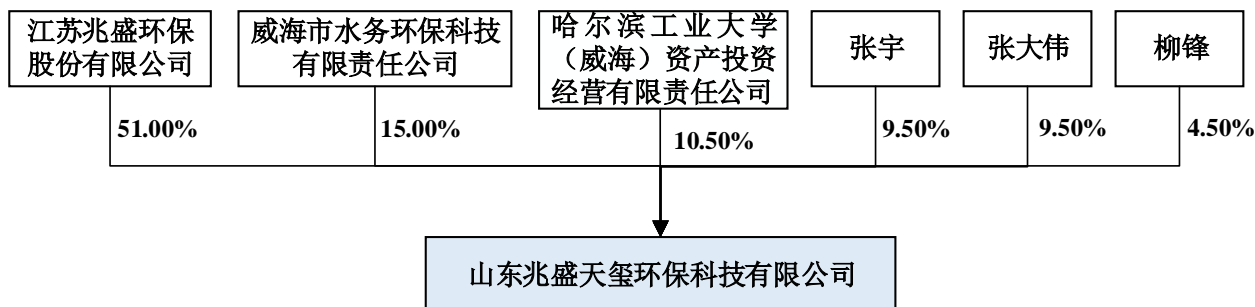 江苏兆盛环保
股份有限公司
威海市水务环保科技
有限责任公司
哈尔滨工业大学
（威海）资产投资
经营有限责任公司
张宇
张大伟
柳锋
51.00%
15.00%
10.50%
9.50%
9.50%
4.50%
山东兆盛天玺环保科技有限公司